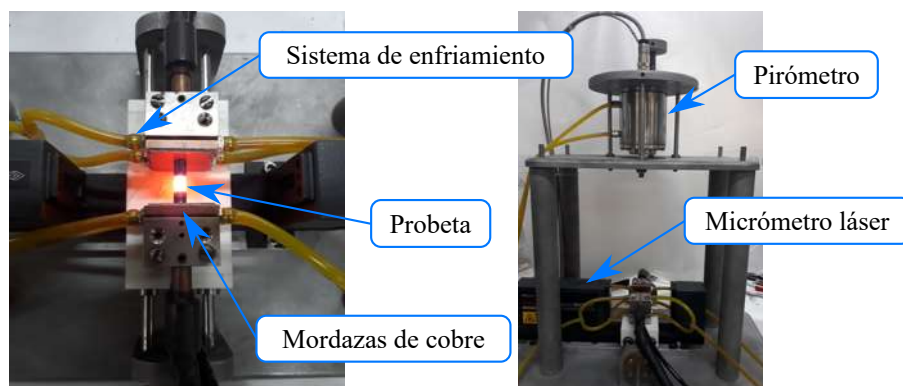 Sistema de enfriamiento
Pirómetro
Probeta
Micrómetro láser
Mordazas de cobre